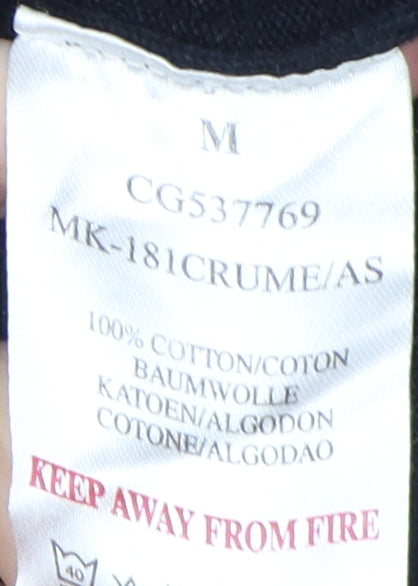 M
CG537769
MK-181CRUME/AS
100% COTTON/COTON
BAUMWOLLE
KATOEN/ALGODON
COTONE/ALGODAO
KEEP AWAY FROM FIRE
40